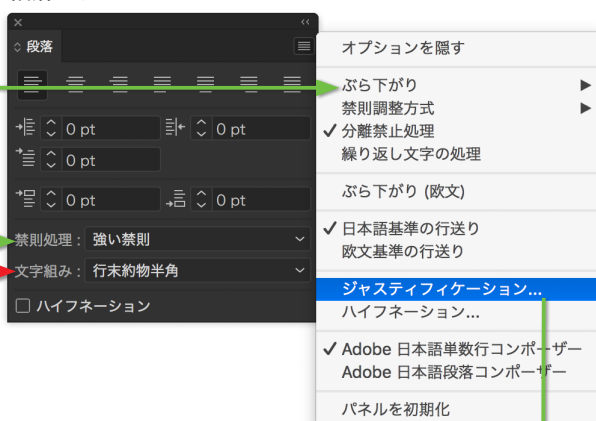 段落
0 pt
0 pt
0 pt
0 pt
0 pt
禁則処理 : 強い禁則
文字組み : 行末約物半角
ハイフネーション
オプションを隠す
ぶら下がり
禁則調整方式
分離禁止処理
繰り返し文字の処理
ぶら下がり (欧文)
日本語基準の行送り
欧文基準の行送り
ジャスティフィケーション...
ハイフネーション...
Adobe 日本語単数行コンポーザー
Adobe 日本語段落コンポーザー
パネルを初期化